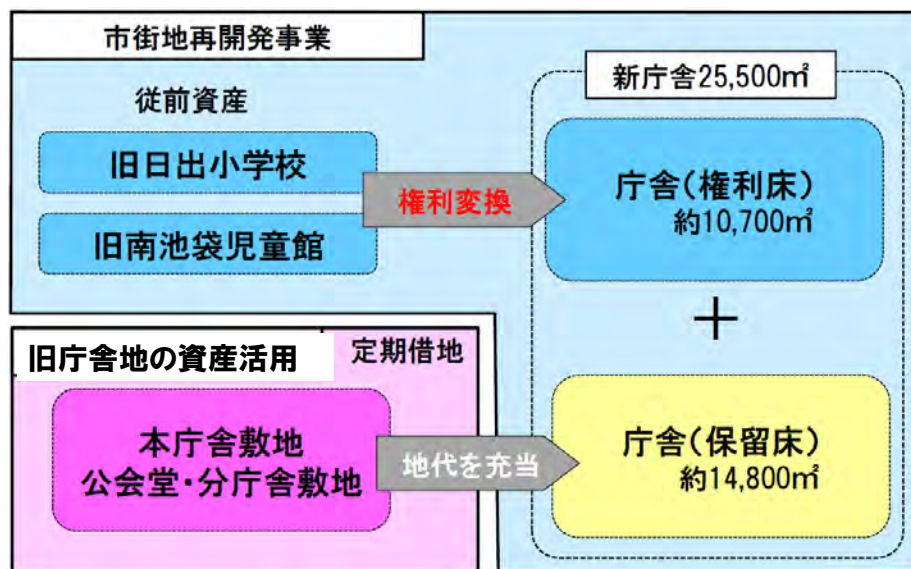 市街地再開発事業
従前資産
旧日出小学校
旧南池袋児童館
権利変換
新庁舎25,500㎡
庁舎(権利床)
約10,700㎡
+
庁舎(保留床)
約14,800㎡
旧庁舎地の資産活用
定期借地
本庁舎敷地
公会堂・分庁舎敷地
地代を充当